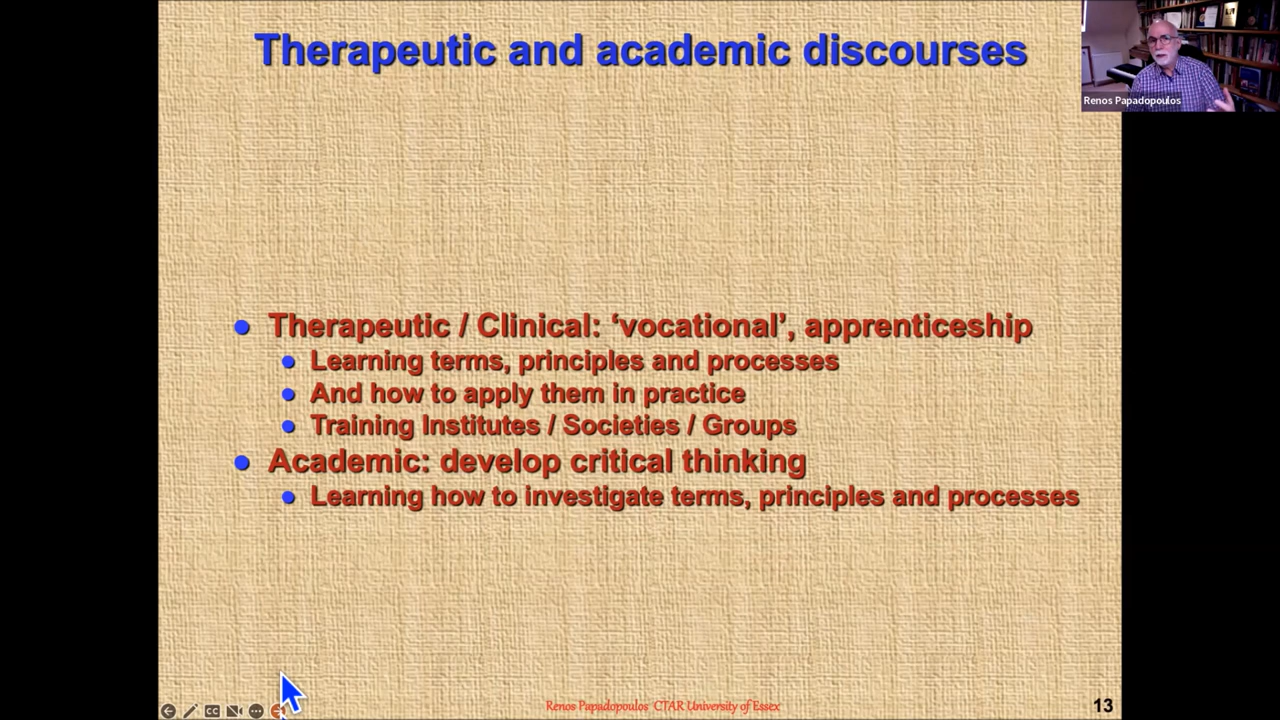 Therapeutic and academic discourses
Renos Papadopoulos
Therapeutic / Clinical: ‘vocational’, apprenticeship
Learning terms, principles and processes
And how to apply them in practice
Training Institutes / Societies / Groups
Academic: develop critical thinking
Learning how to investigate terms, principles and processes
CC
Renos Papadopoulos CTAR University of Essex
13